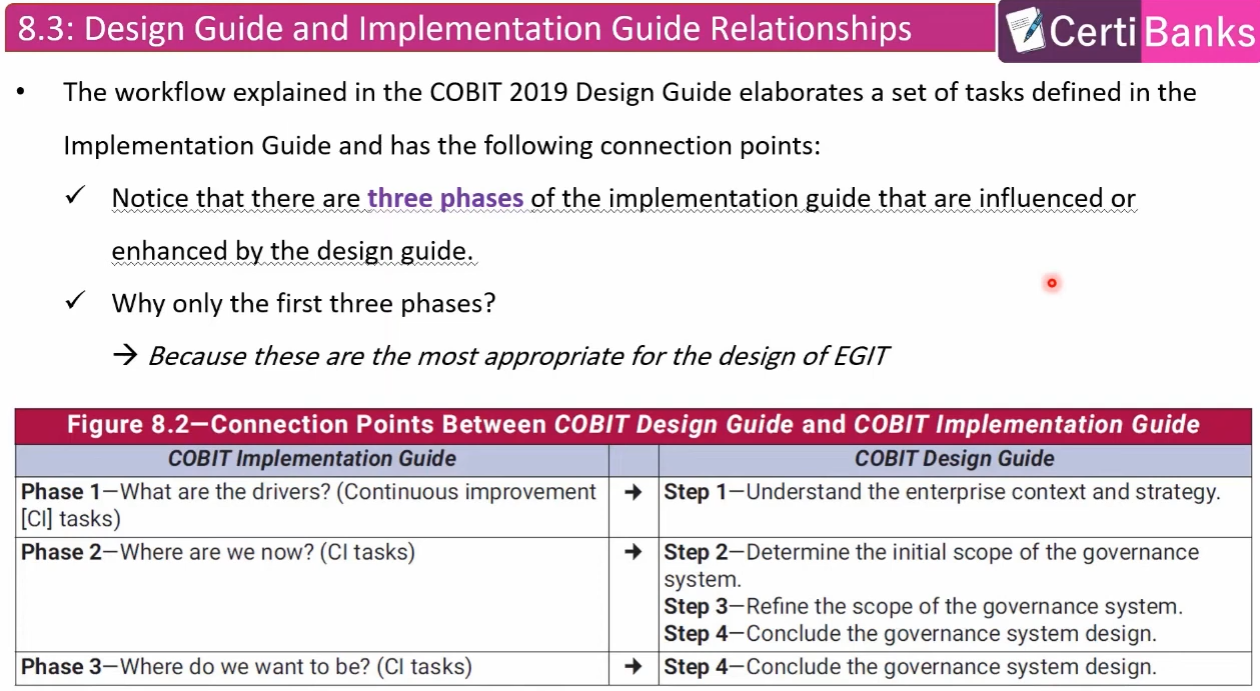 8.3: Design Guide and Implementation Guide Relationships
Certi Banks
• The workflow explained in the COBIT 2019 Design Guide elaborates a set of tasks defined in the
Implementation Guide and has the following connection points:
✓ Notice that there are three phases of the implementation guide that are influenced or
enhanced by the design guide.
✓ Why only the first three phases?
→ Because these are the most appropriate for the design of EGIT
Figure 8.2—Connection Points Between COBIT Design Guide and COBIT Implementation Guide
COBIT Implementation Guide
COBIT Design Guide
Phase 1—What are the drivers? (Continuous improvement
[CI] tasks)
→
Step 1—Understand the enterprise context and strategy.
Phase 2—Where are we now? (CI tasks)
→
Step 2—Determine the initial scope of the governance
system.
Step 3—Refine the scope of the governance system.
Step 4—Conclude the governance system design.
Phase 3—Where do we want to be? (CI tasks)
→
Step 4—Conclude the governance system design.